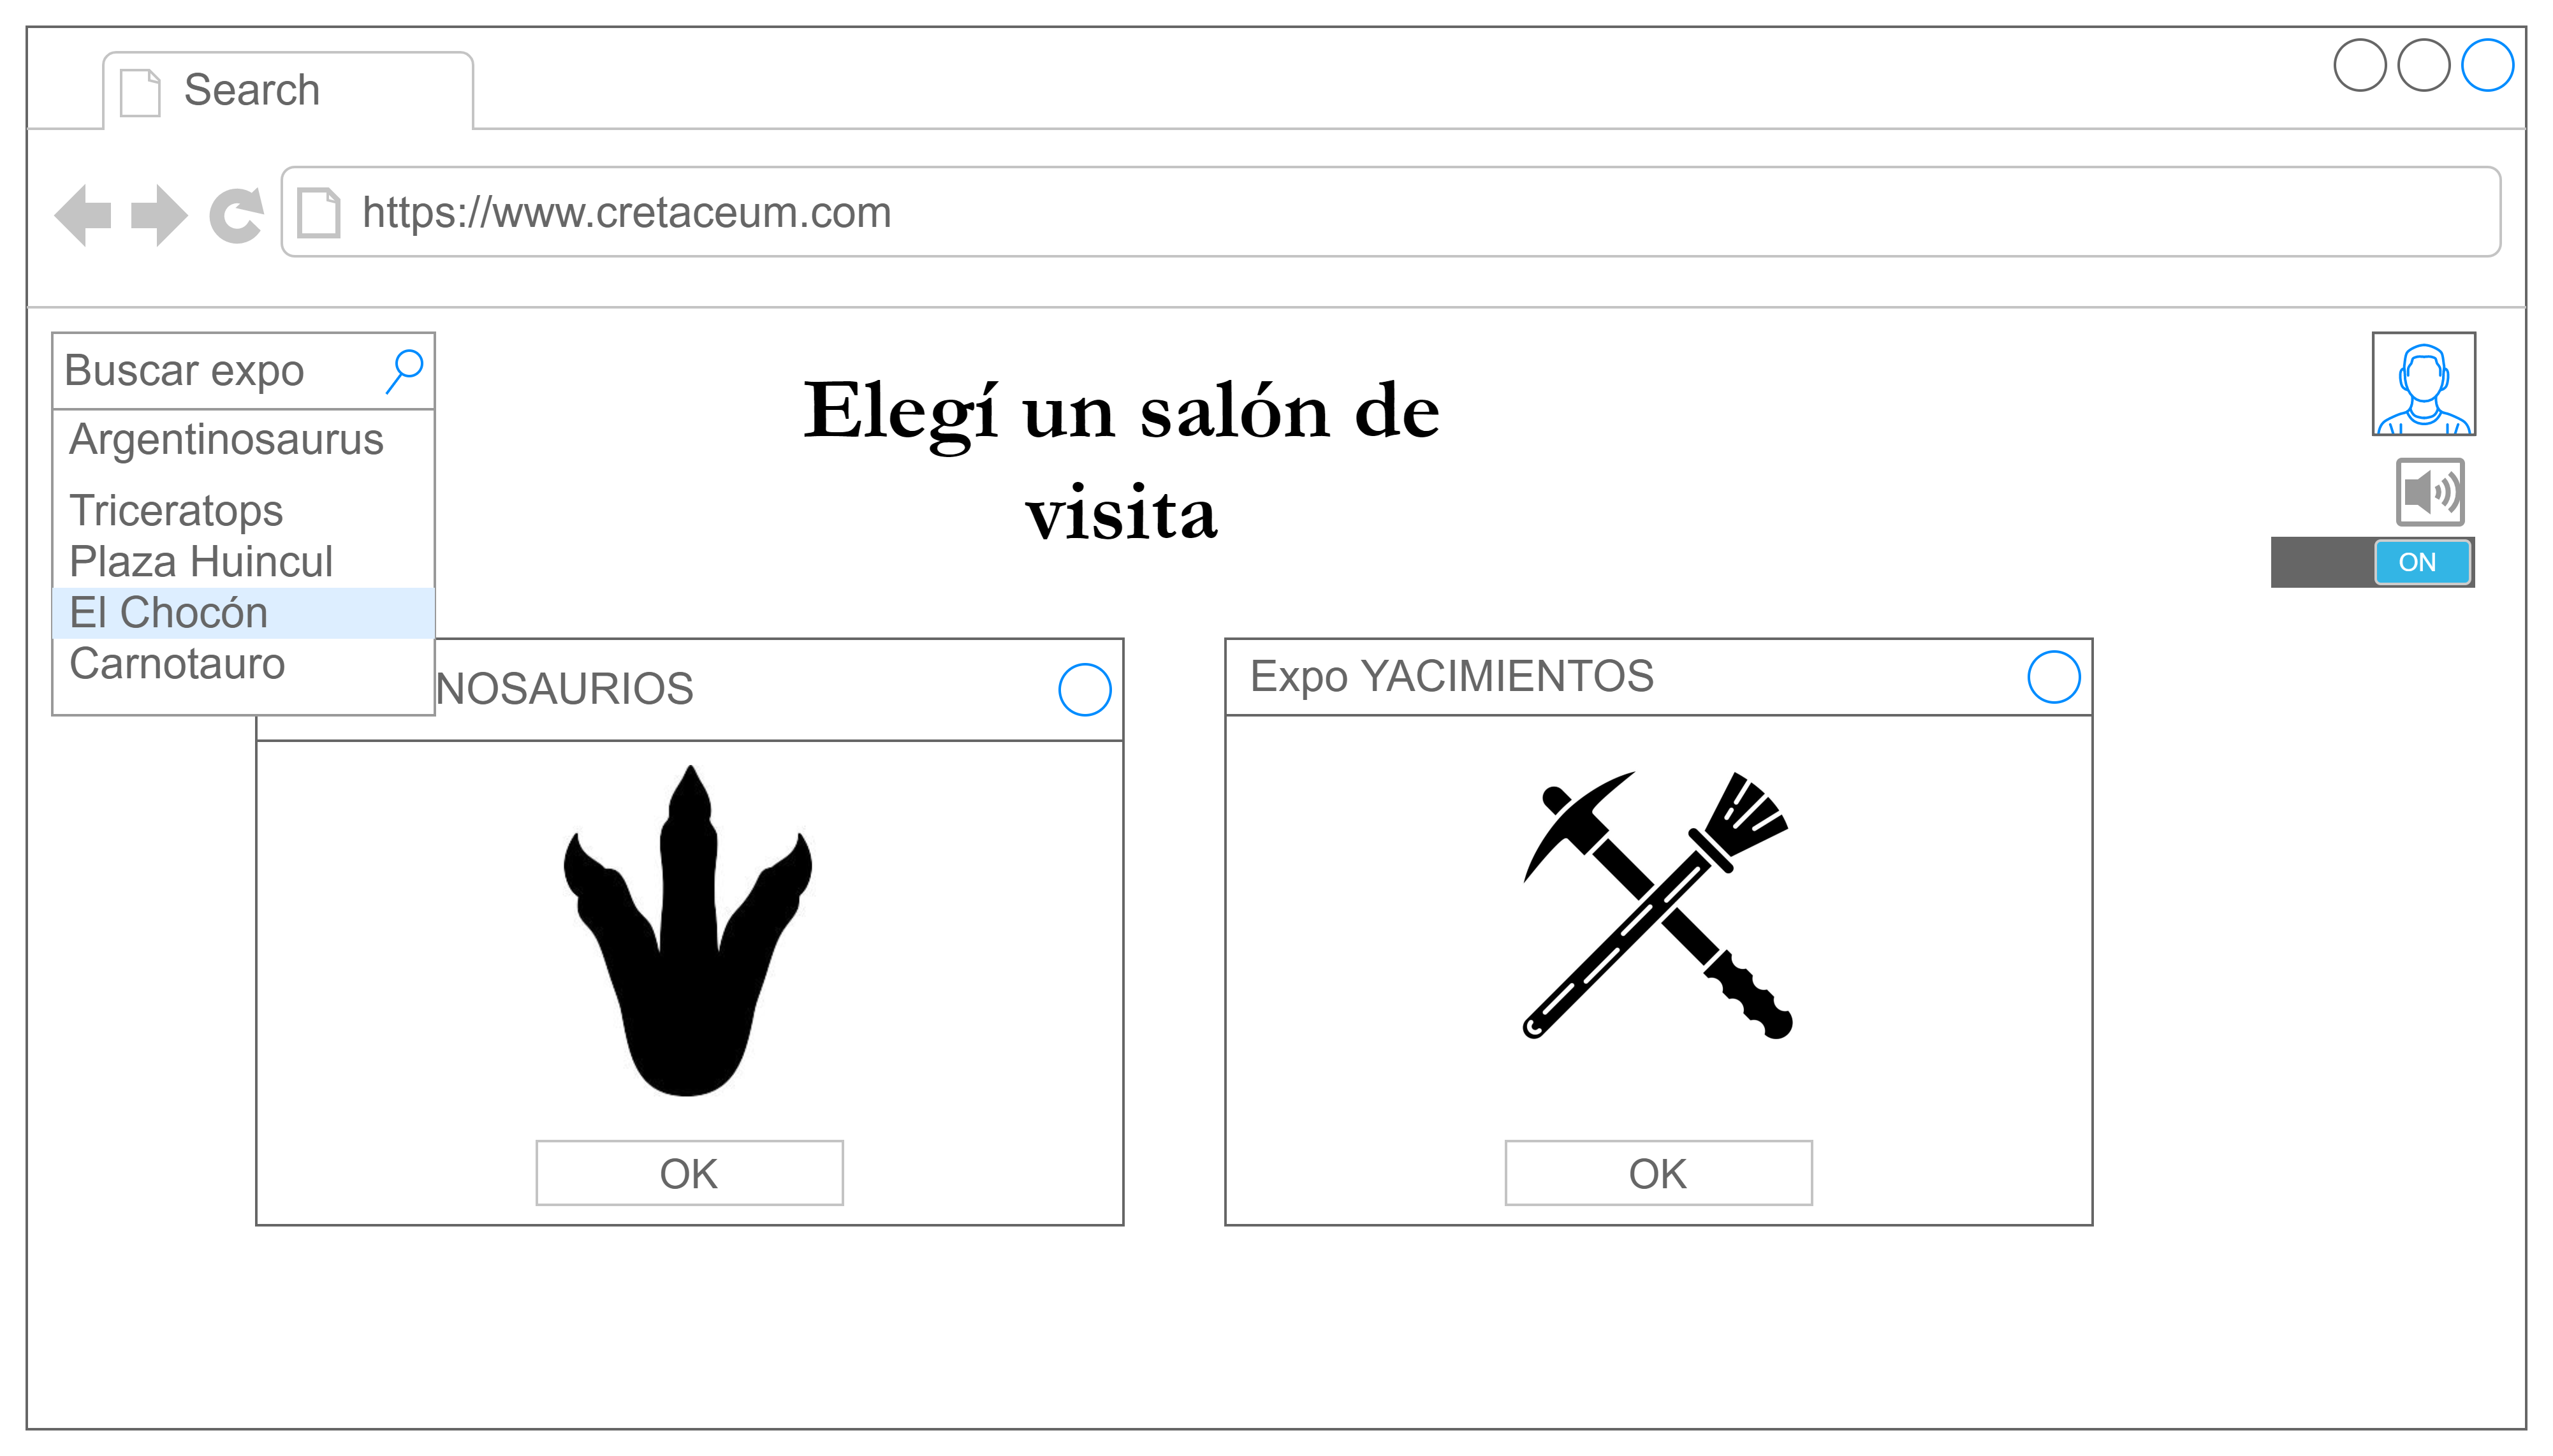 Search
https://www.cretaceum.com
Buscar expo
Argentinosaurus
Triceratops
Plaza Huincul
El Chocón
Carnotauro
Elegí un salón de
visita
ON
NOSAURIOS
Expo YACIMIENTOS
OK
OK